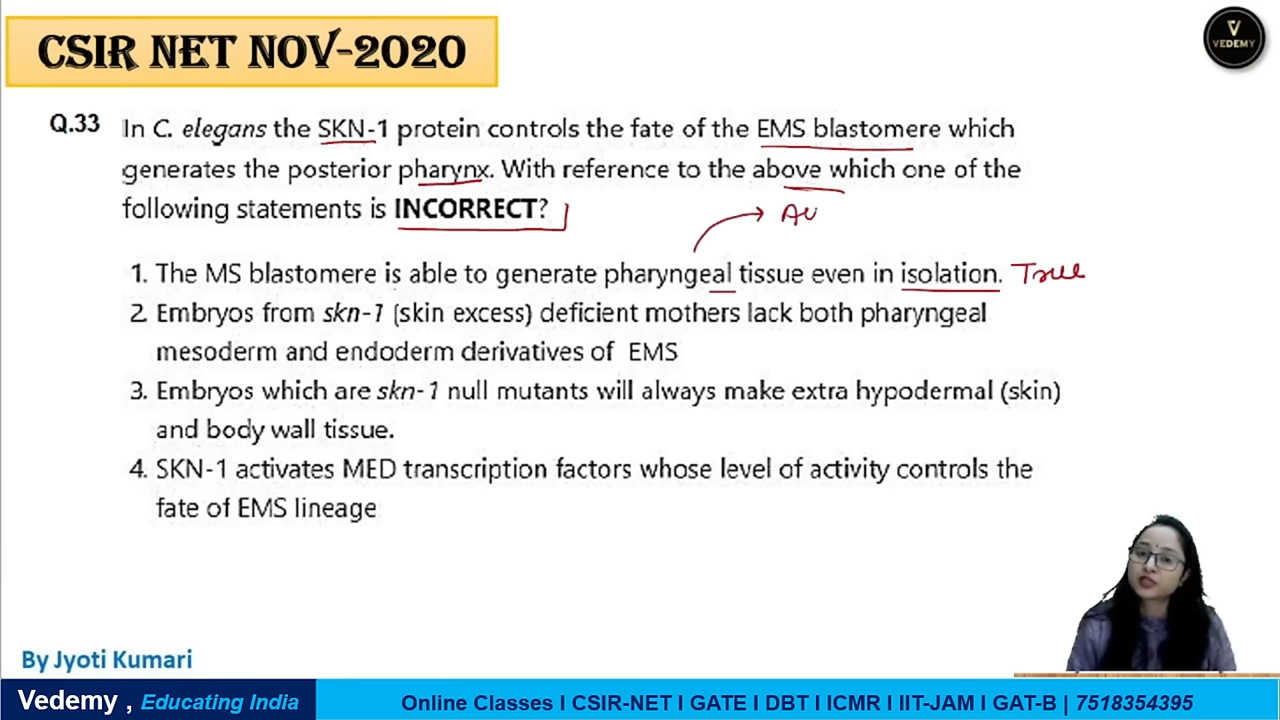 CSIR NET NOV-2020
V
VEDEMY
Q.33 In C. elegans the SKN-1 protein controls the fate of the EMS blastomere which
generates the posterior pharynx. With reference to the above which one of the
following statements is INCORRECT?
AU
1. The MS blastomere is able to generate pharyngeal tissue even in isolation. True
2. Embryos from skn-1 (skin excess) deficient mothers lack both pharyngeal
mesoderm and endoderm derivatives of EMS
3. Embryos which are skn-1 null mutants will always make extra hypodermal (skin)
and body wall tissue.
4. SKN-1 activates MED transcription factors whose level of activity controls the
fate of EMS lineage
By Jyoti Kumari
Vedemy , Educating India
Online Classes I CSIR-NET I GATE I DBT I ICMR I IIT-JAM I GAT-B | 7518354395